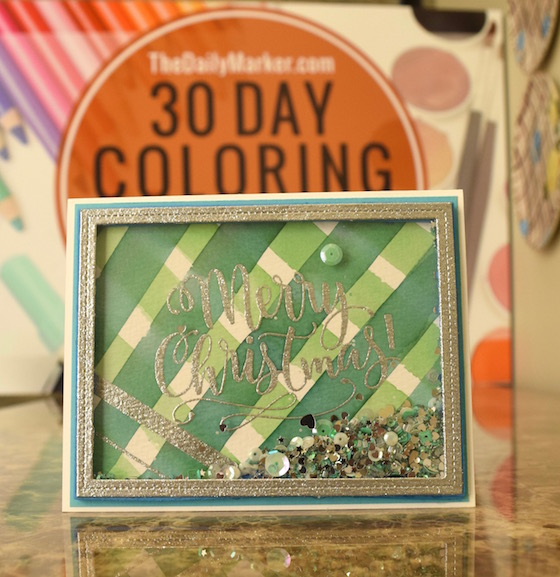 TheDailyMarker.com
30 DAY
COLORING
Merry
Christmas!